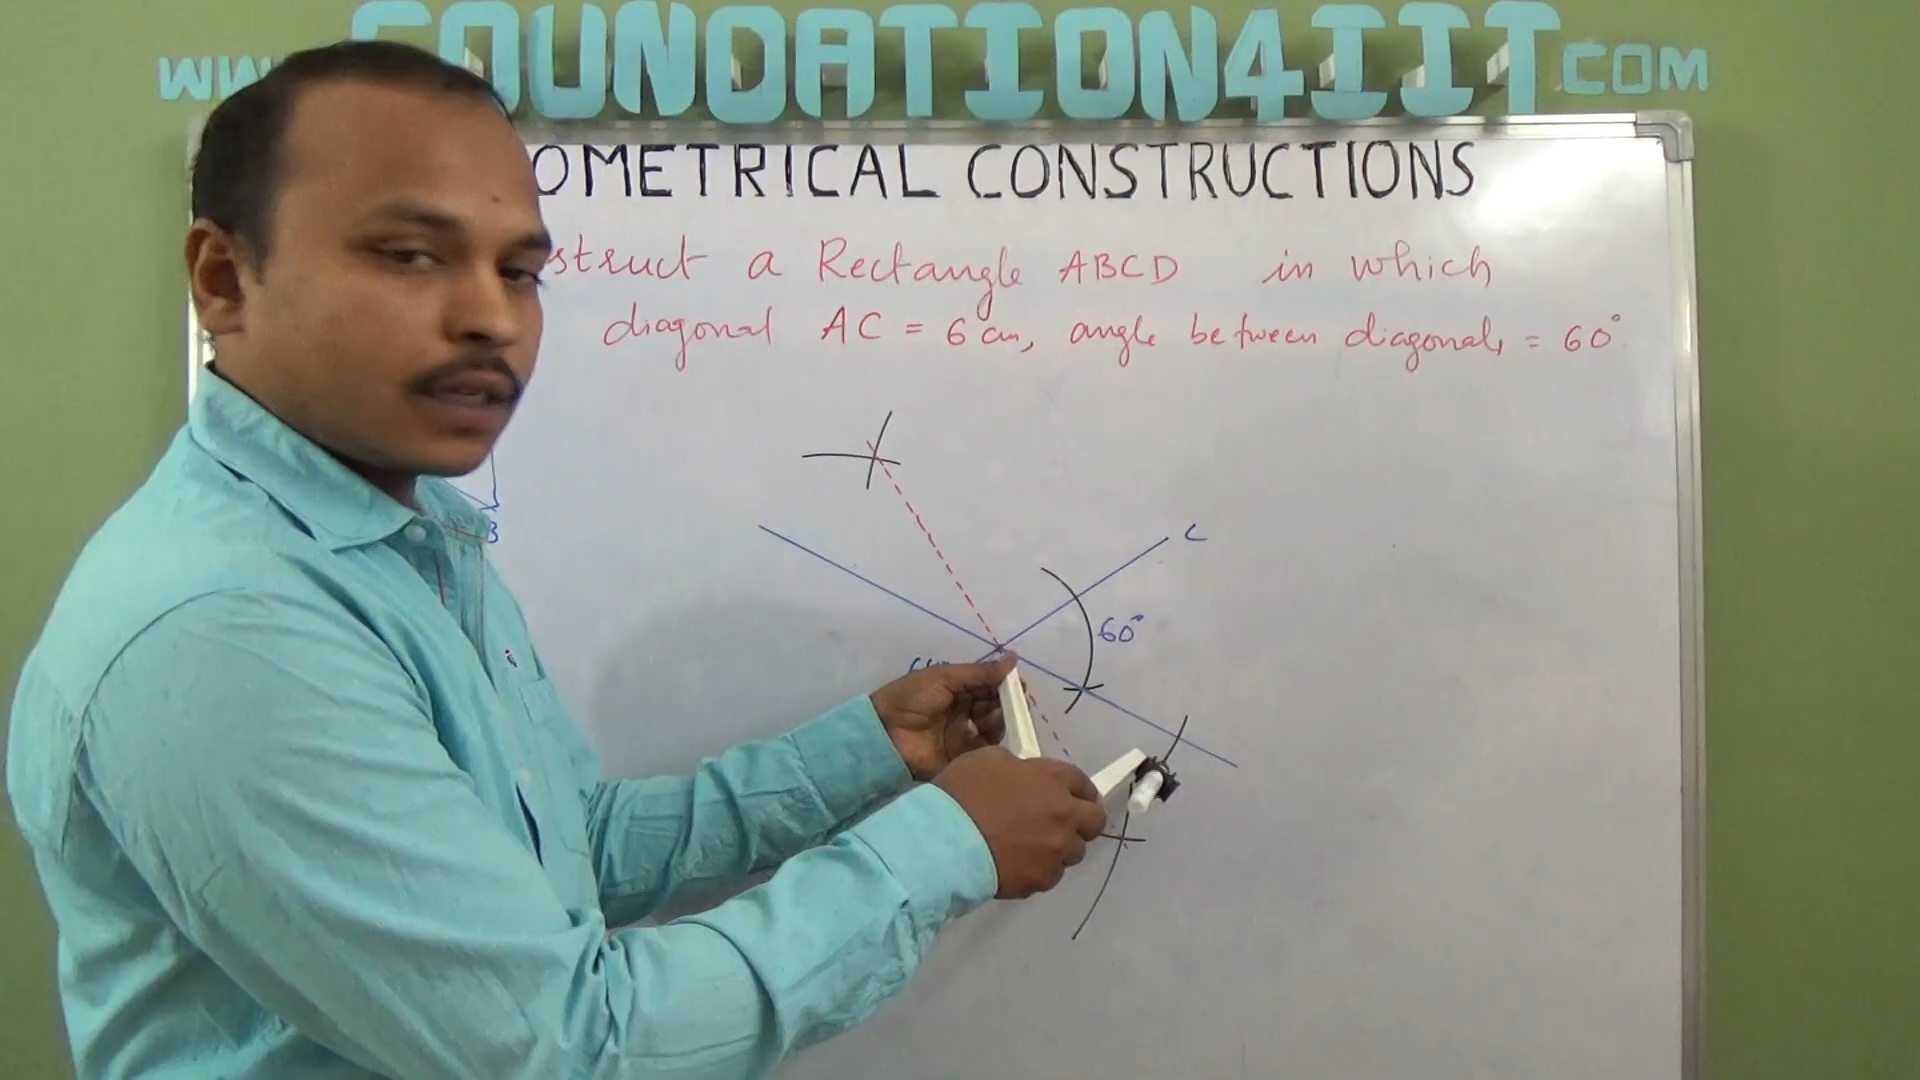 WWW. FOUNDATION4IIT.COM
OMETRICAL CONSTRUCTIONS
struct a Rectangle ABCD in which
diagonal AC = 6 cm, angle between diagonals = 60°
B
C
60°